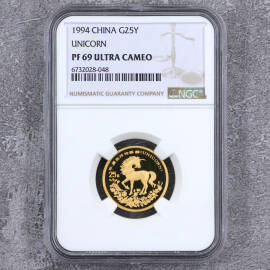 1994 CHINA G25Y
UNICORN
PF 69 ULTRA CAMEO
6732028-048
NUMISMATIC GUARANTY COMPANY
NGC